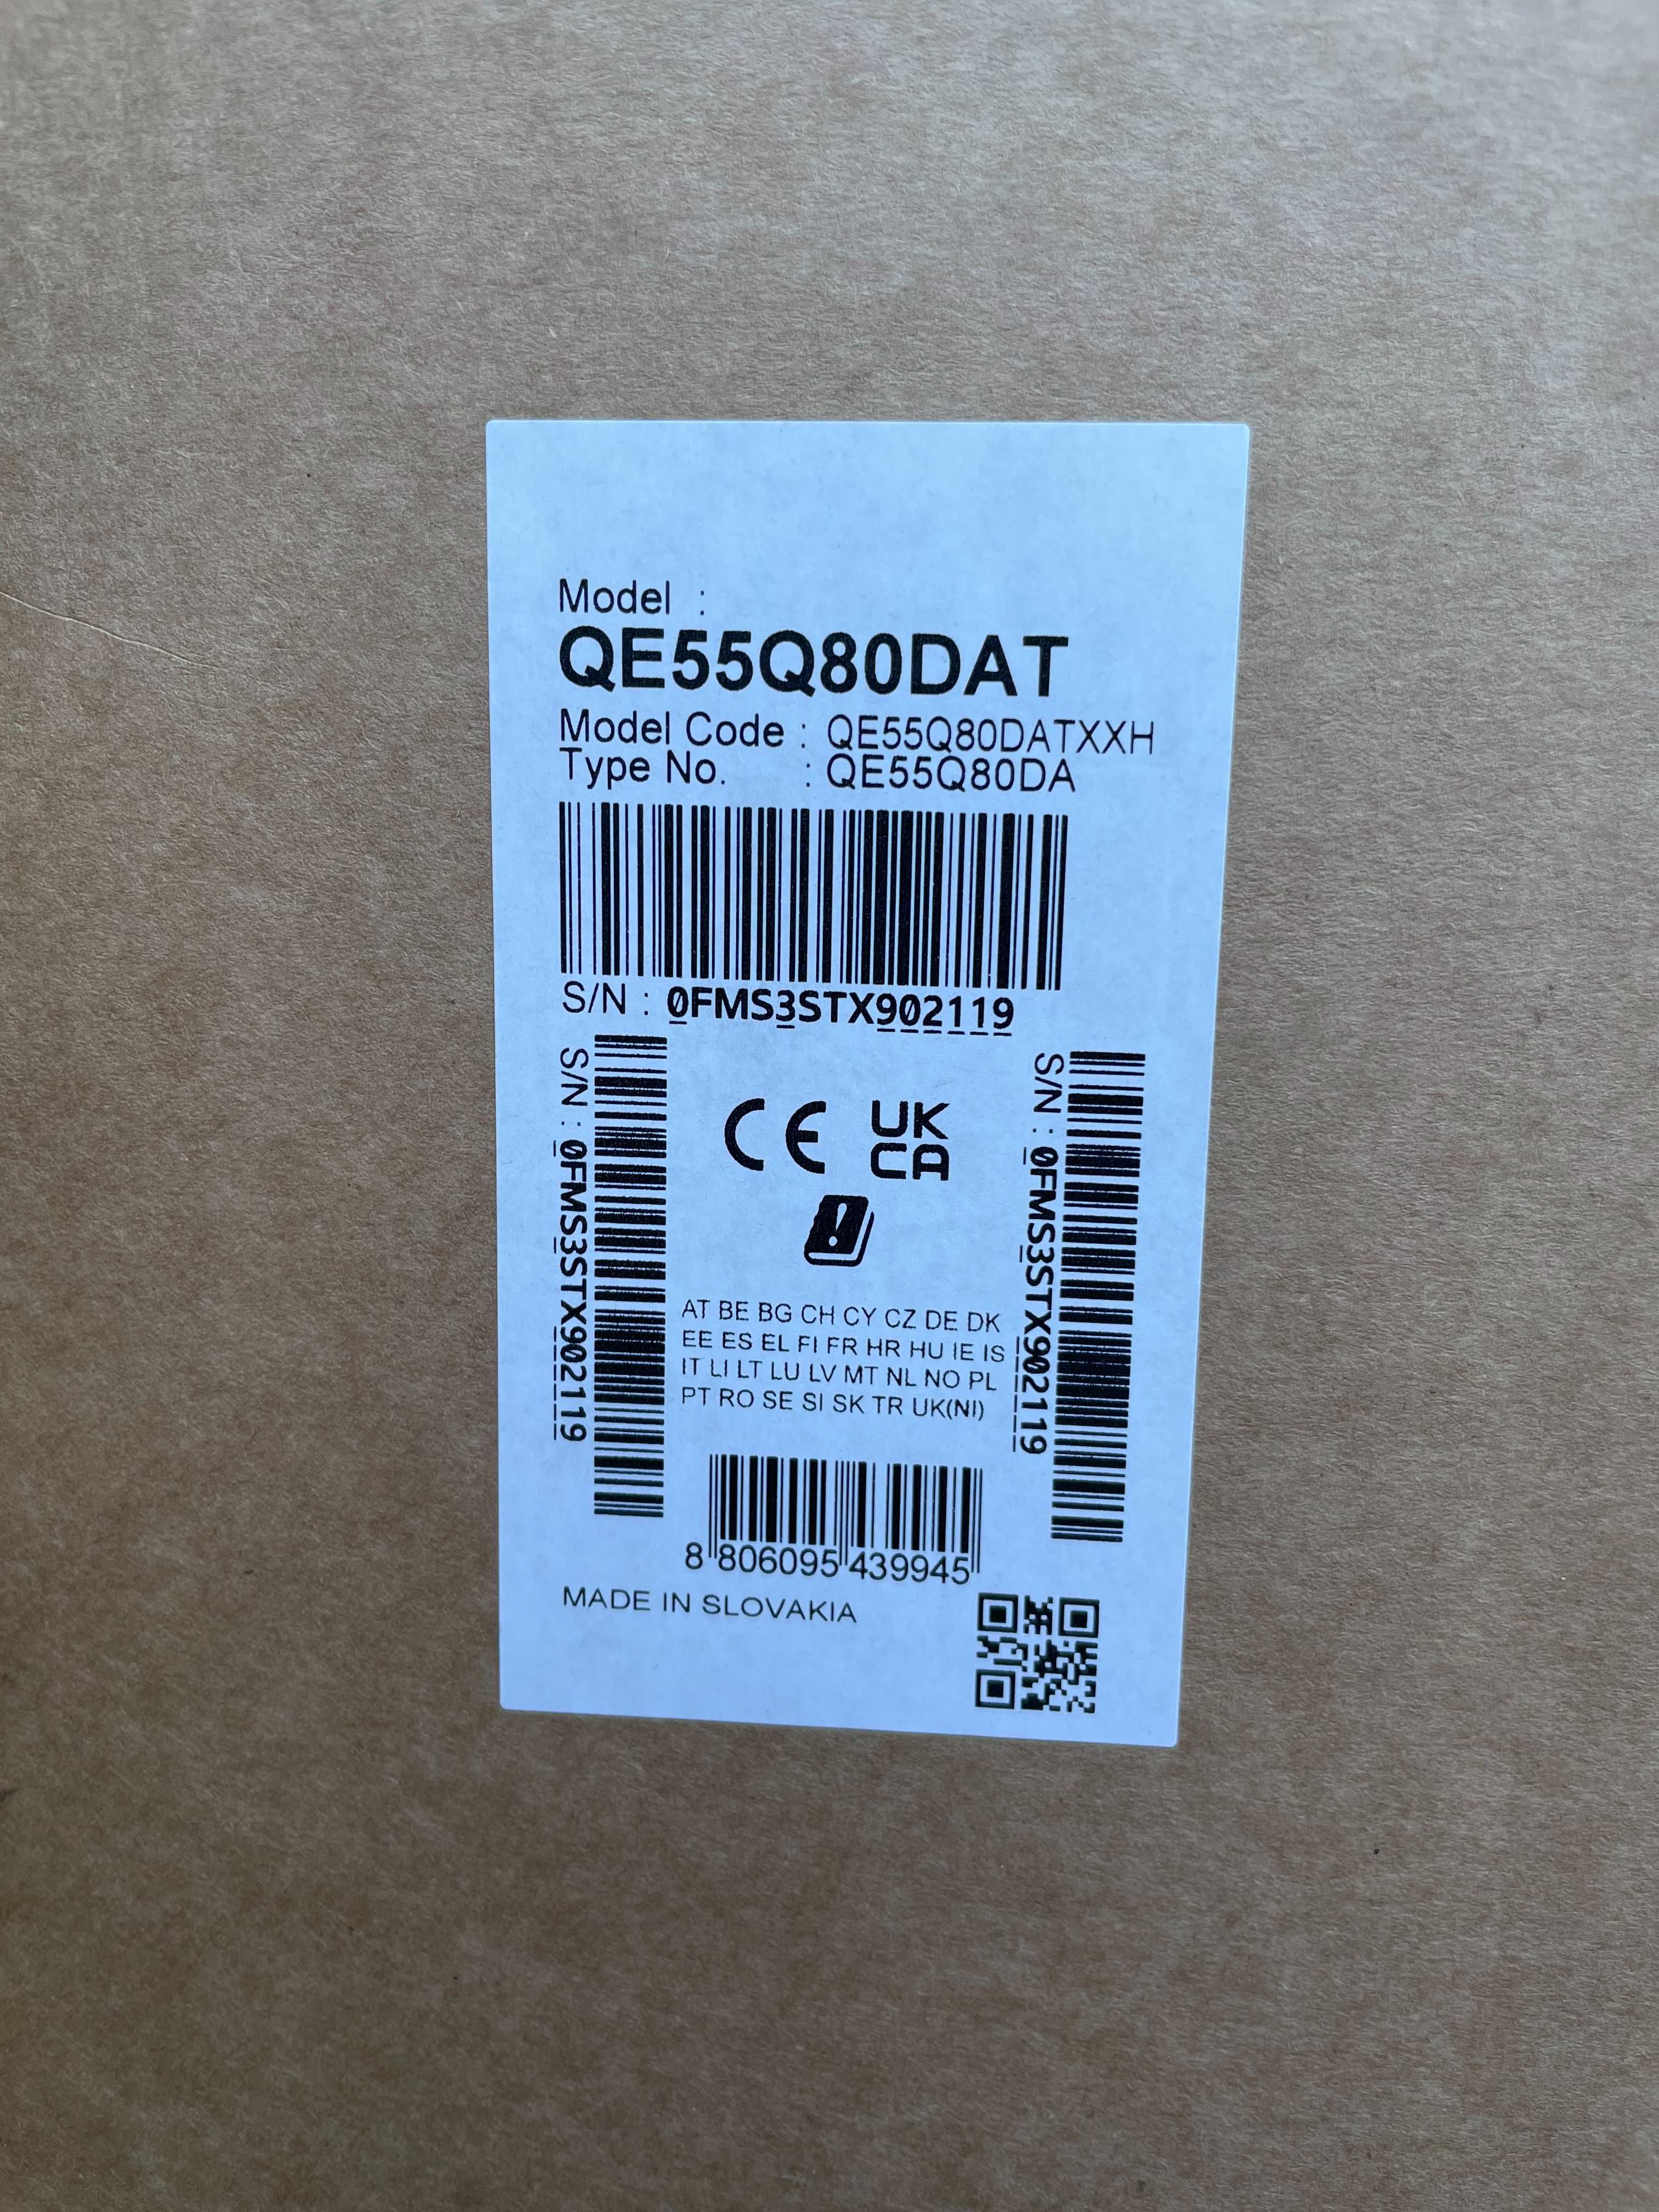 Model :
QE55Q80DAT
Model Code : QE55Q80DATXXH
Type No. : QE55Q80DA
S/N : 0FMS3STX902119
S/N : 0FMS3STX902119
CE UK
CA
S/N : 0FMS3STX902119
AT BE BG CH CY CZ DE DK
EE ES EL FI FR HR HU IE IS
IT LI LT LU LV MT NL NO PL
PT RO SE SI SK TR UK(NI)
8 806095 439945
MADE IN SLOVAKIA